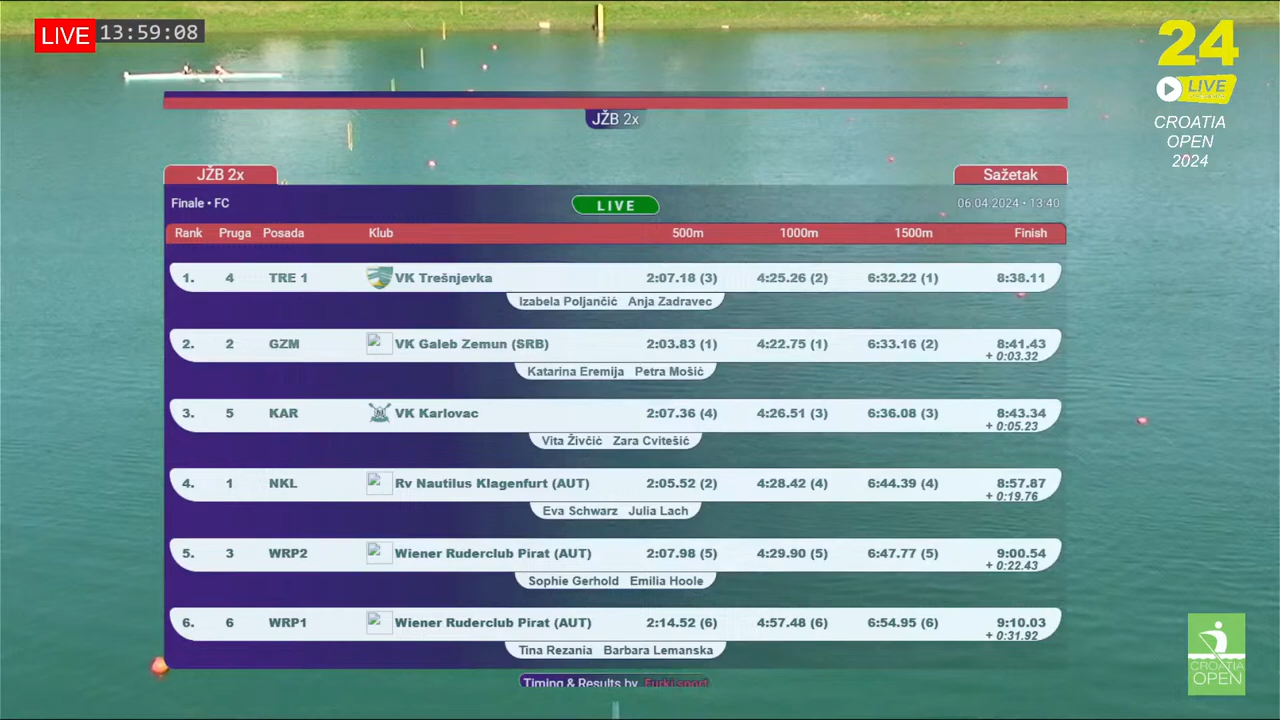 LIVE 13:59:08
24
LIVE
CROATIA
OPEN
2024
JŽB 2x
JŽB 2x Sažetak
Finale • FC LIVE 06.04.2024 • 13:40
Rank Pruga Posada Klub 500m 1000m 1500m Finish
1. 4 TRE 1 VK Trešnjevka 2:07.18 (3) 4:25.26 (2) 6:32.22 (1) 8:38.11
Izabela Poljančić Anja Zadravec
2. 2 GZM VK Galeb Zemun (SRB) 2:03.83 (1) 4:22.75 (1) 6:33.16 (2) 8:41.43
+ 0:03.32
Katarina Eremija Petra Mošić
3. 5 KAR VK Karlovac 2:07.36 (4) 4:26.51 (3) 6:36.08 (3) 8:43.34
+ 0:05.23
Vita Živčić Zara Cvitešić
4. 1 NKL Rv Nautilus Klagenfurt (AUT) 2:05.52 (2) 4:28.42 (4) 6:44.39 (4) 8:57.87
+ 0:19.76
Eva Schwarz Julia Lach
5. 3 WRP2 Wiener Ruderclub Pirat (AUT) 2:07.98 (5) 4:29.90 (5) 6:47.77 (5) 9:00.54
+ 0:22.43
Sophie Gerhold Emilia Hoole
6. 6 WRP1 Wiener Ruderclub Pirat (AUT) 2:14.52 (6) 4:57.48 (6) 6:54.95 (6) 9:10.03
+ 0:31.92
Tina Rezania Barbara Lemanska
Timing & Results by Furki sport
CROATIA
OPEN